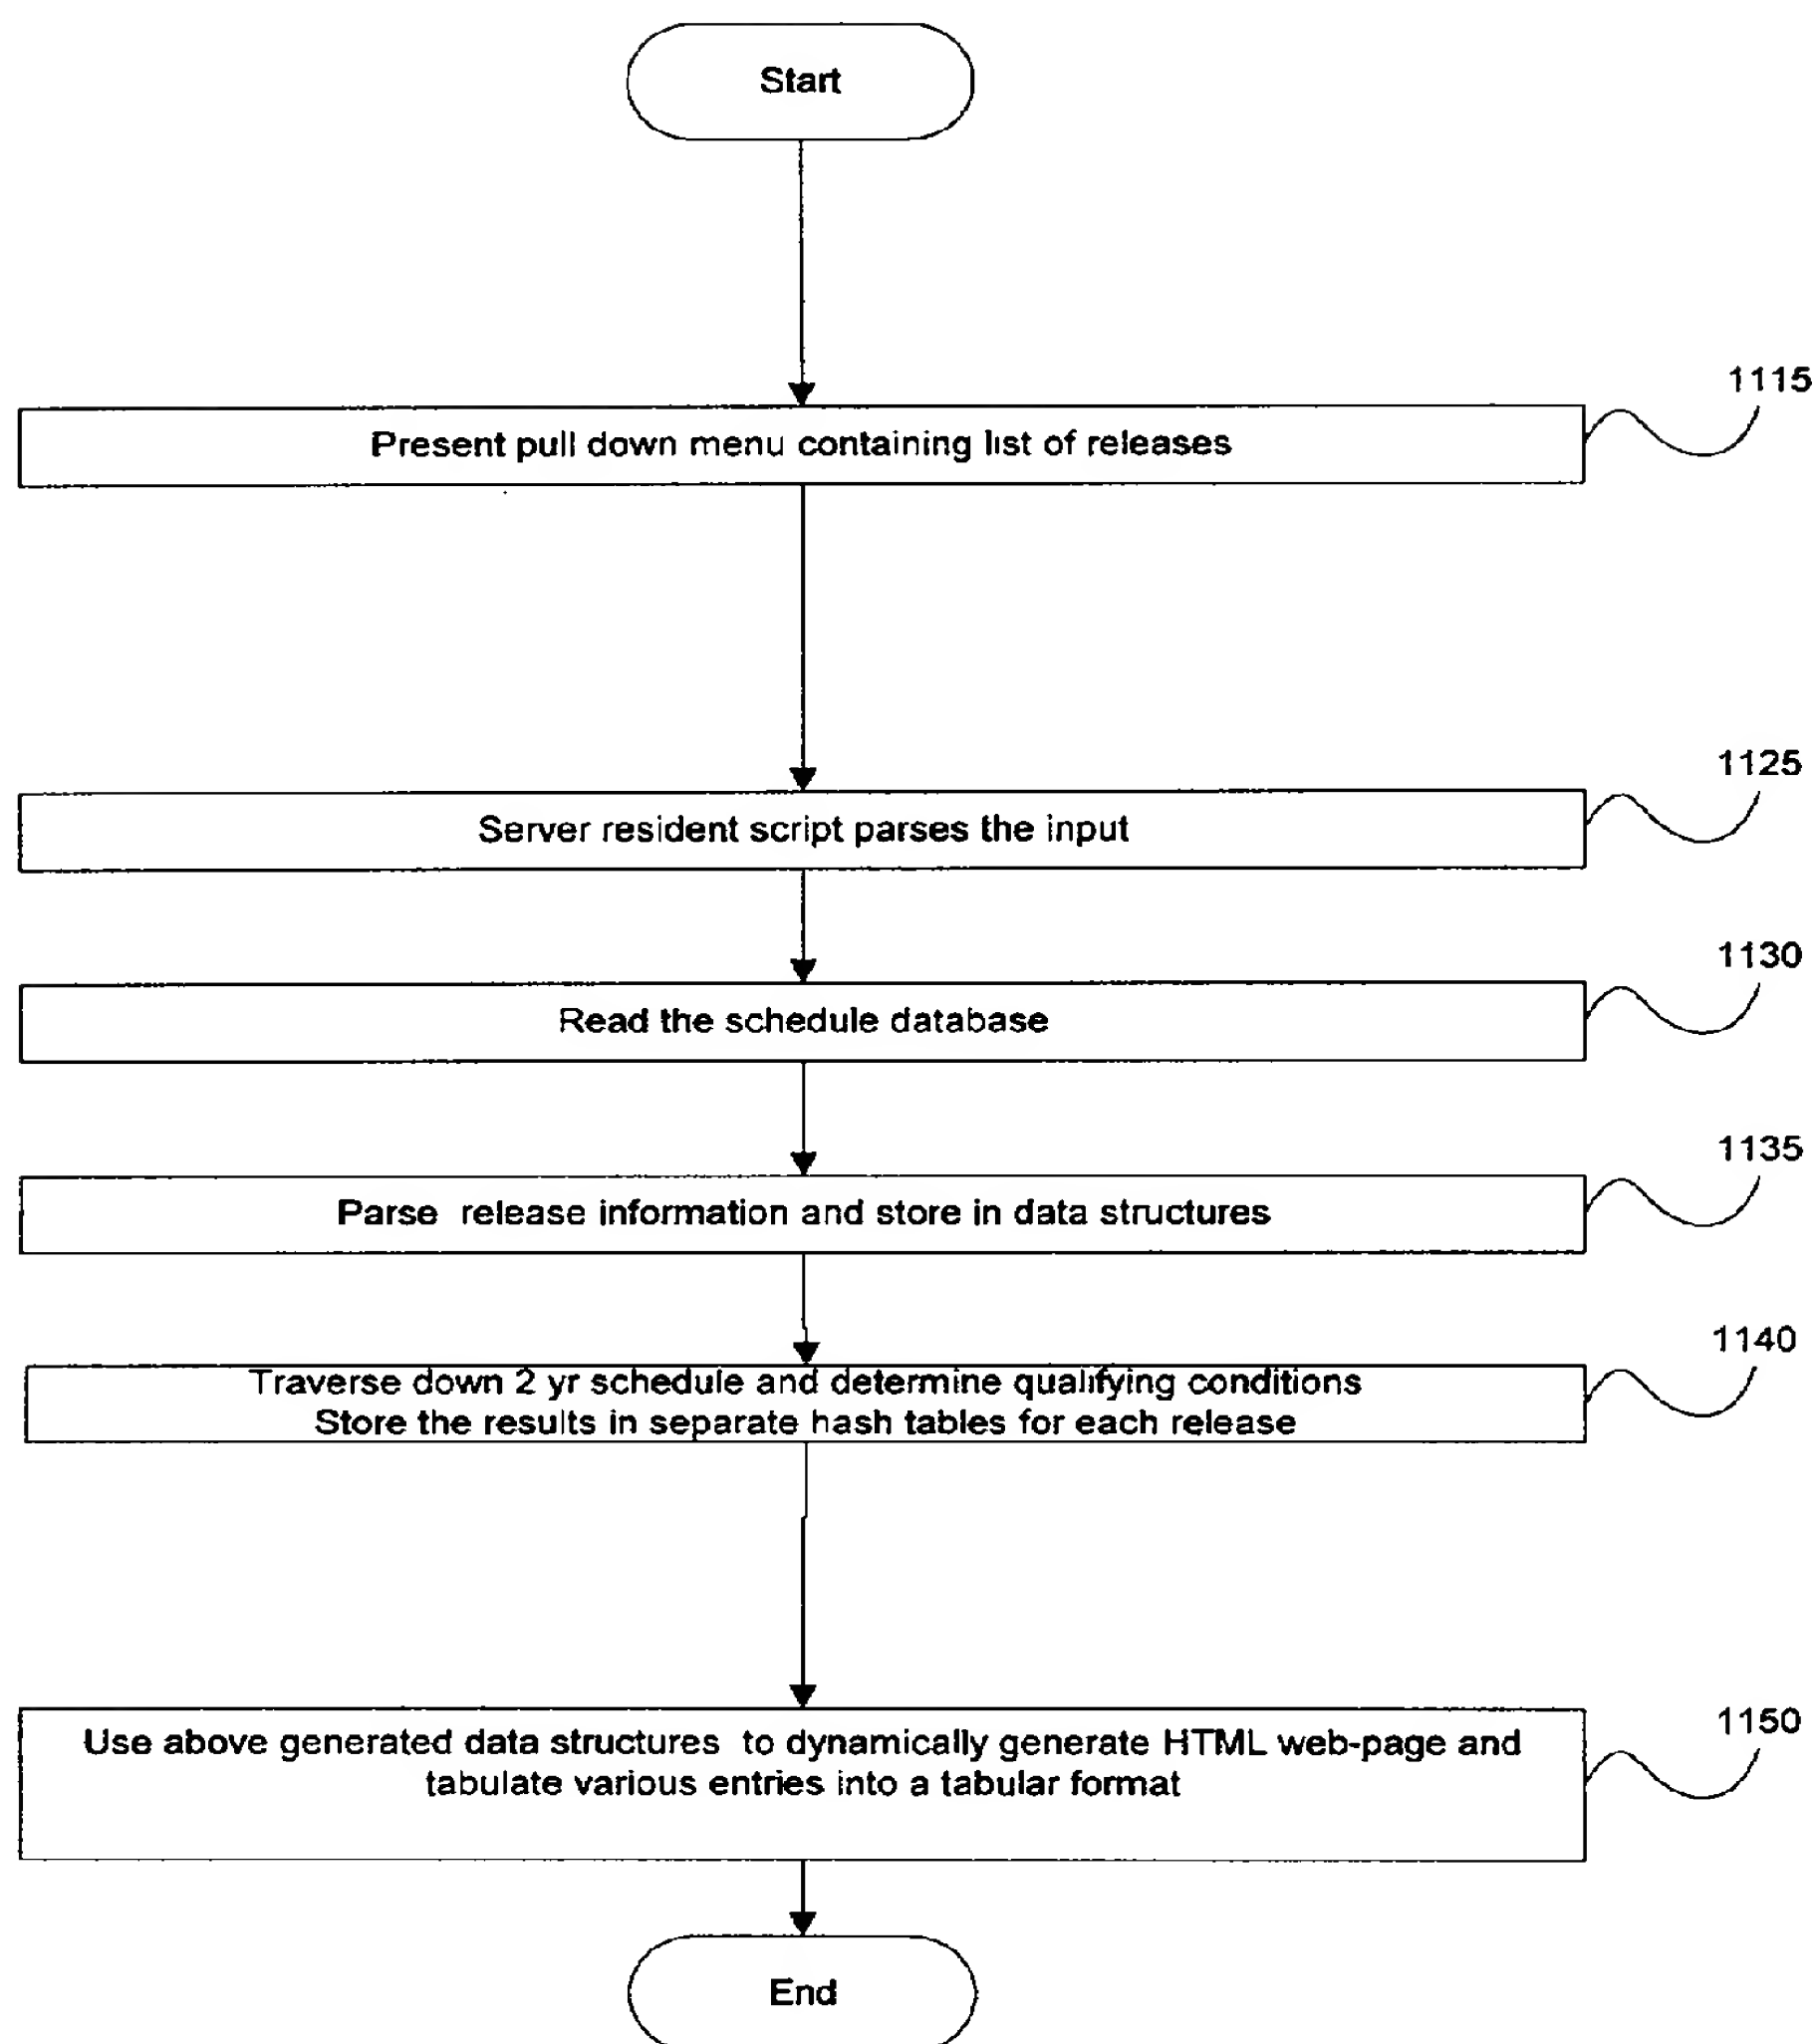 Start
1115
Present pull down menu containing list of releases
1125
Server resident script parses the input
1130
Read the schedule database
1135
Parse release information and store in data structures
1140
Traverse down 2 yr schedule and determine qualifying conditions
Store the results in separate hash tables for each release
1150
Use above generated data structures to dynamically generate HTML web-page and
tabulate various entries into a tabular format
End